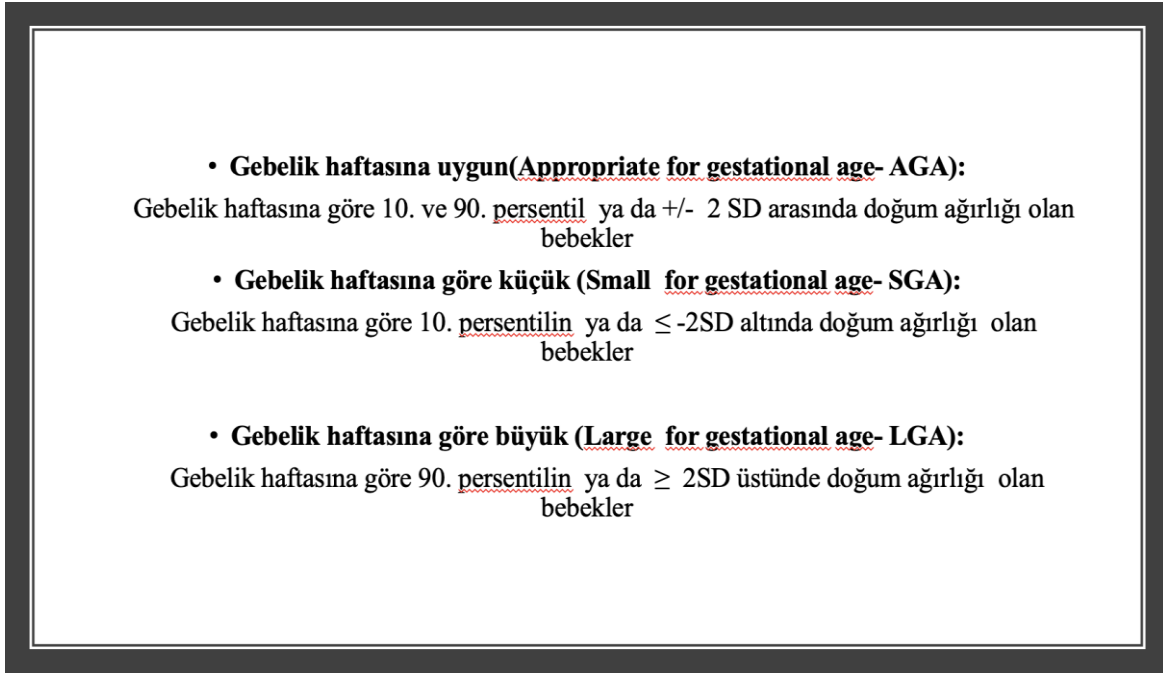 • Gebelik haftasına uygun(Appropriate for gestational age- AGA):
Gebelik haftasına göre 10. ve 90. persentil ya da +/- 2 SD arasında doğum ağırlığı olan
bebekler
• Gebelik haftasına göre küçük (Small for gestational age- SGA):
Gebelik haftasına göre 10. persentilin ya da ≤ -2SD altında doğum ağırlığı olan
bebekler
• Gebelik haftasına göre büyük (Large for gestational age- LGA):
Gebelik haftasına göre 90. persentilin ya da ≥ 2SD üstünde doğum ağırlığı olan
bebekler